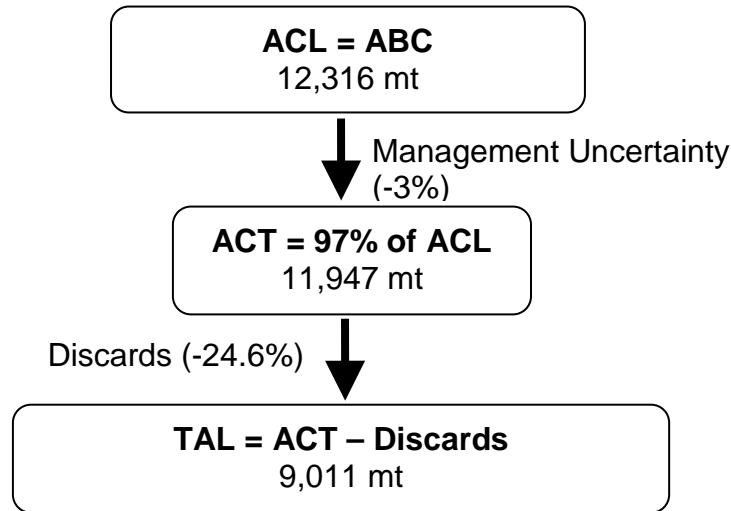 ACL = ABC
12,316 mt
Management Uncertainty
(-3%)
ACT = 97% of ACL
11,947 mt
Discards (-24.6%)
TAL = ACT – Discards
9,011 mt